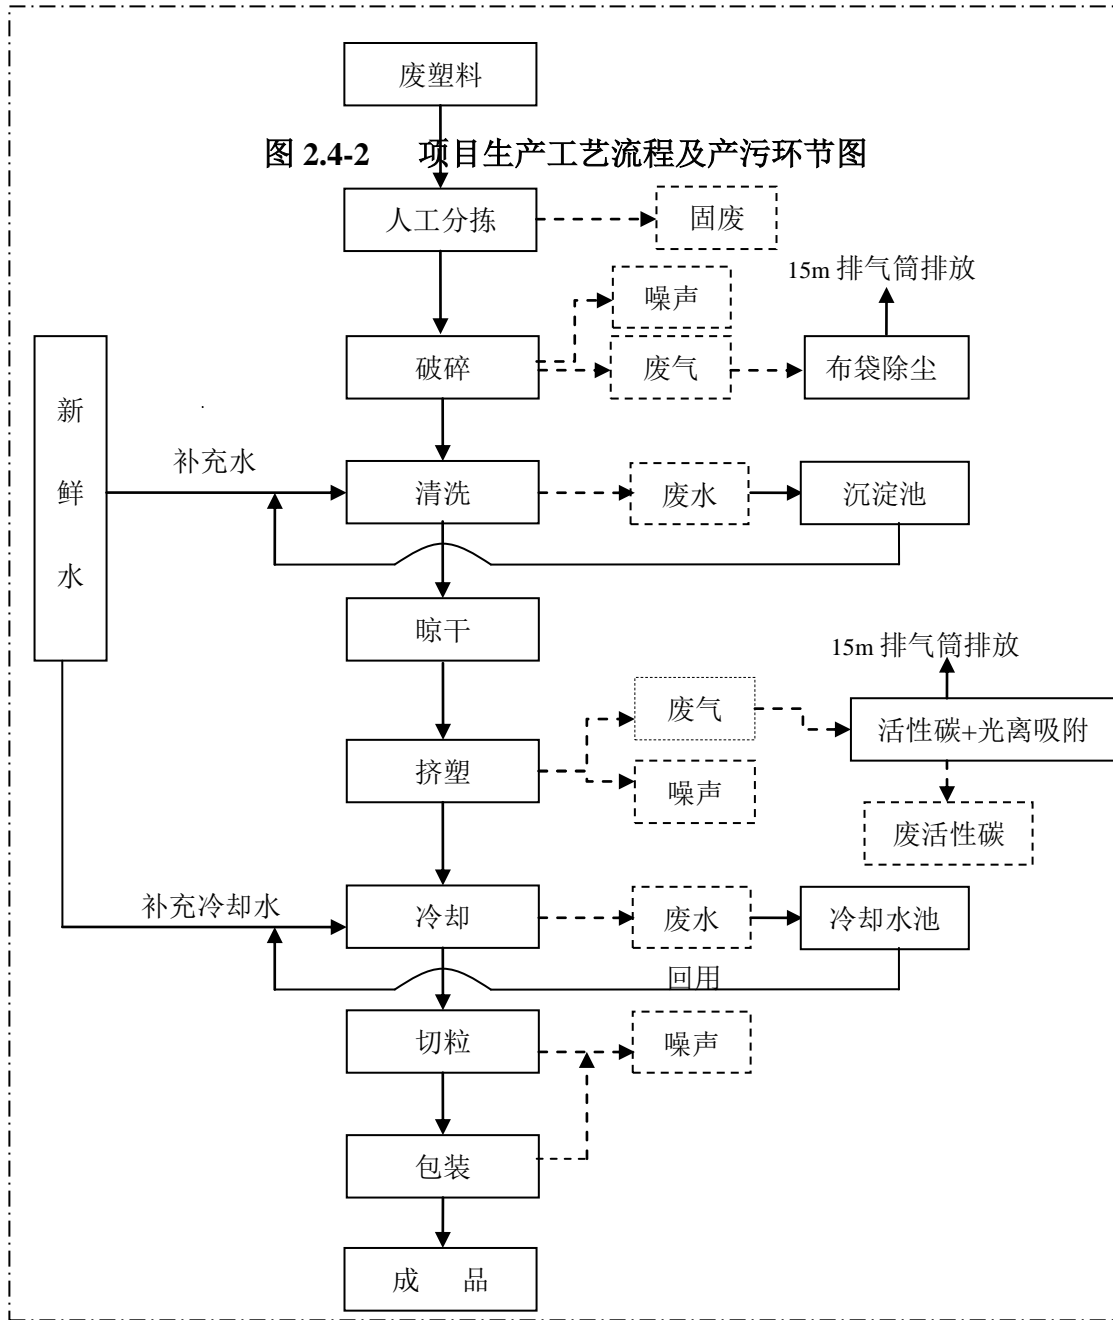 废塑料
图 2.4-2 项目生产工艺流程及产污环节图
人工分拣
固废
15m 排气筒排放
噪声
破碎
废气
布袋除尘
新
鲜
水
补充水
清洗
废水
沉淀池
晾干
15m 排气筒排放
废气
活性碳+光离吸附
挤塑
噪声
废活性碳
补充冷却水
冷却
废水
冷却水池
回用
切粒
噪声
包装
成 品